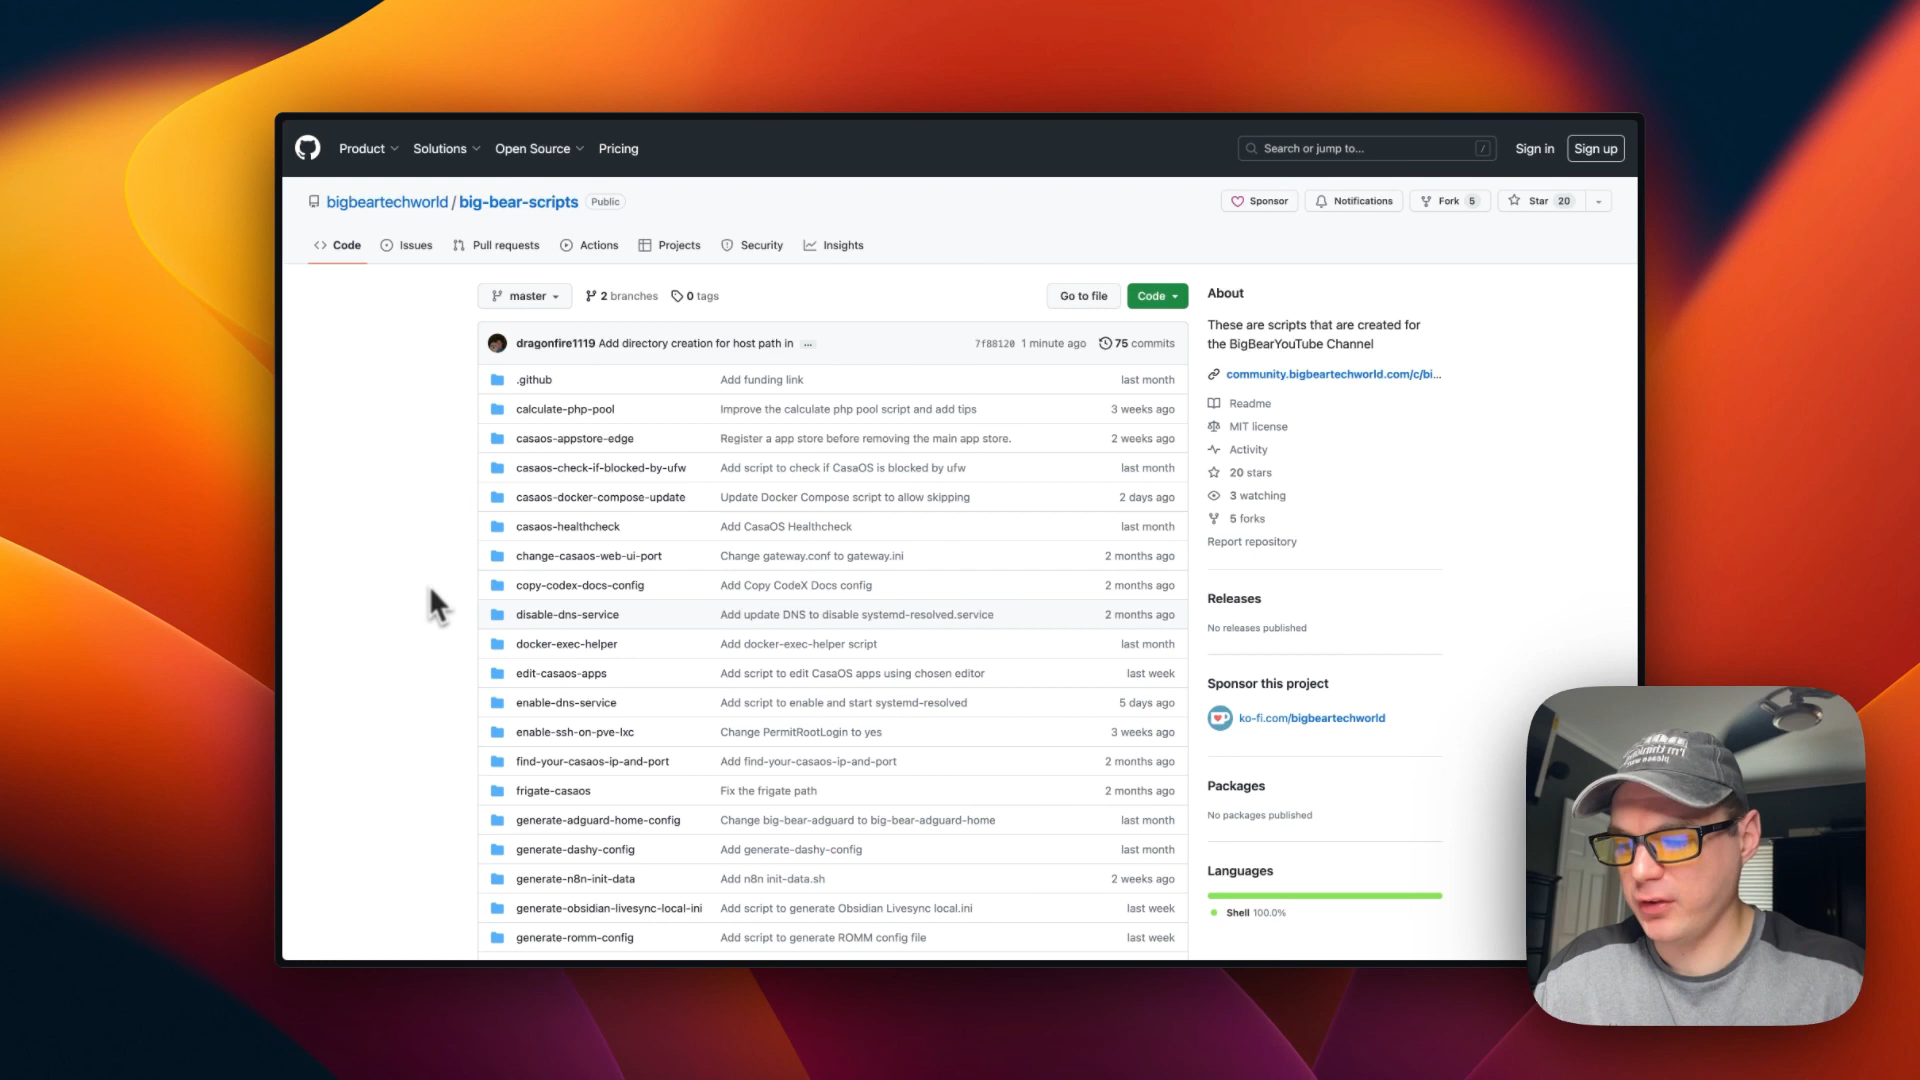 Product Solutions Open Source Pricing Search or jump to... / Sign in Sign up
bigbeartechworld / big-bear-scripts Public Sponsor Notifications Fork 5 Star 20
Code Issues Pull requests Actions Projects Security Insights
master 2 branches 0 tags Go to file Code
dragonfire1119 Add directory creation for host path in ... 7f88120 1 minute ago 75 commits
.github Add funding link last month
calculate-php-pool Improve the calculate php pool script and add tips 3 weeks ago
casaos-appstore-edge Register a app store before removing the main app store. 2 weeks ago
casaos-check-if-blocked-by-ufw Add script to check if CasaOS is blocked by ufw last month
casaos-docker-compose-update Update Docker Compose script to allow skipping 2 days ago
casaos-healthcheck Add CasaOS Healthcheck last month
change-casaos-web-ui-port Change gateway.conf to gateway.ini 2 months ago
copy-codex-docs-config Add Copy CodeX Docs config 2 months ago
disable-dns-service Add update DNS to disable systemd-resolved.service 2 months ago
docker-exec-helper Add docker-exec-helper script last month
edit-casaos-apps Add script to edit CasaOS apps using chosen editor last week
enable-dns-service Add script to enable and start systemd-resolved 5 days ago
enable-ssh-on-pve-lxc Change PermitRootLogin to yes 3 weeks ago
find-your-casaos-ip-and-port Add find-your-casaos-ip-and-port 2 months ago
frigate-casaos Fix the frigate path 2 months ago
generate-adguard-home-config Change big-bear-adguard to big-bear-adguard-home last month
generate-dashy-config Add generate-dashy-config last month
generate-n8n-init-data Add n8n init-data.sh 2 weeks ago
generate-obsidian-livesync-local-ini Add script to generate Obsidian Livesync local.ini last week
generate-romm-config Add script to generate ROMM config file last week
About
These are scripts that are created for
the BigBearYouTube Channel
community.bigbeartechworld.com/c/bi...
Readme
MIT license
Activity
20 stars
3 watching
5 forks
Report repository
Releases
No releases published
Sponsor this project
ko-fi.com/bigbeartechworld
Packages
No packages published
Languages
Shell 100.0%